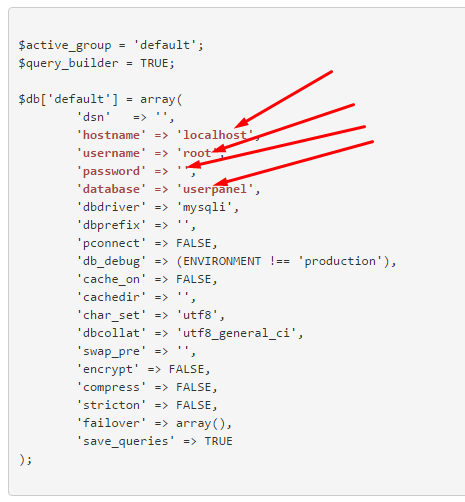 $active_group = 'default';
$query_builder = TRUE;
$db['default'] = array(
'dsn' => '',
'hostname' => 'localhost',
'username' => 'root',
'password' => '',
'database' => 'userpanel',
'dbdriver' => 'mysqli',
'dbprefix' => '',
'pconnect' => FALSE,
'db_debug' => (ENVIRONMENT !== 'production'),
'cache_on' => FALSE,
'cachedir' => '',
'char_set' => 'utf8',
'dbcollat' => 'utf8_general_ci',
'swap_pre' => '',
'encrypt' => FALSE,
'compress' => FALSE,
'stricton' => FALSE,
'failover' => array(),
'save_queries' => TRUE
);